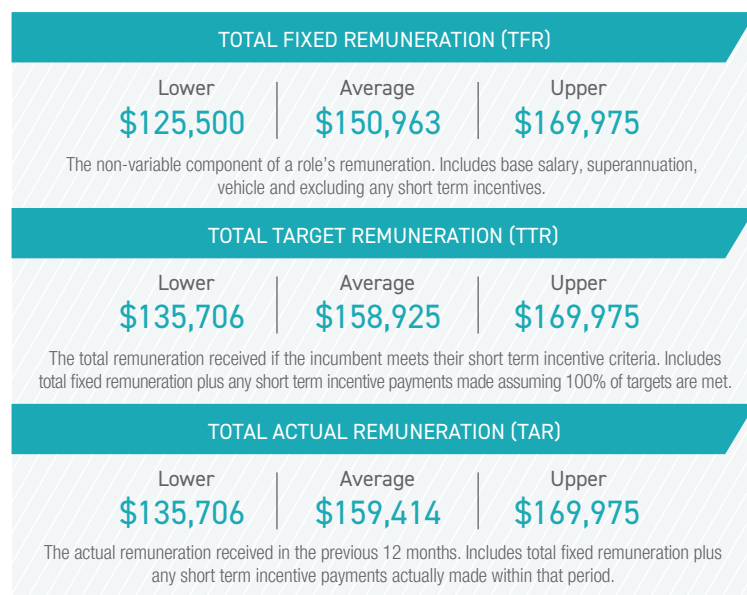 TOTAL FIXED REMUNERATION (TFR)
Lower Average Upper
$125,500 $150,963 $169,975
The non-variable component of a role's remuneration. Includes base salary, superannuation,
vehicle and excluding any short term incentives.
TOTAL TARGET REMUNERATION (TTR)
Lower Average Upper
$135,706 $158,925 $169,975
The total remuneration received if the incumbent meets their short term incentive criteria. Includes
total fixed remuneration plus any short term incentive payments made assuming 100% of targets are met.
TOTAL ACTUAL REMUNERATION (TAR)
Lower Average Upper
$135,706 $159,414 $169,975
The actual remuneration received in the previous 12 months. Includes total fixed remuneration plus
any short term incentive payments actually made within that period.